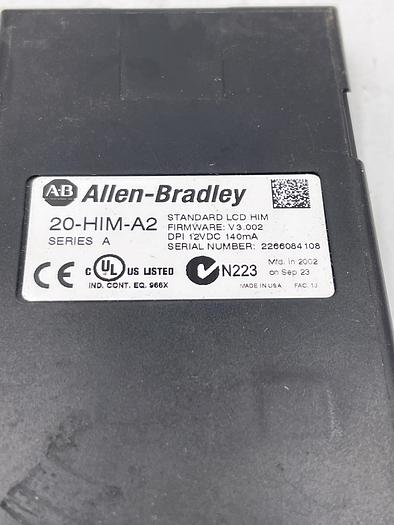 A·B Allen-Bradley
20-HIM-A2
SERIES A
STANDARD LCD HIM
FIRMWARE: V3.002
DPI 12VDC 140mA
SERIAL NUMBER: 2266084108
CE C UL US LISTED N223
IND. CONT. EQ. 966X
Mfd. in 2002
on Sep 23
MADE IN USA FAC. 1J